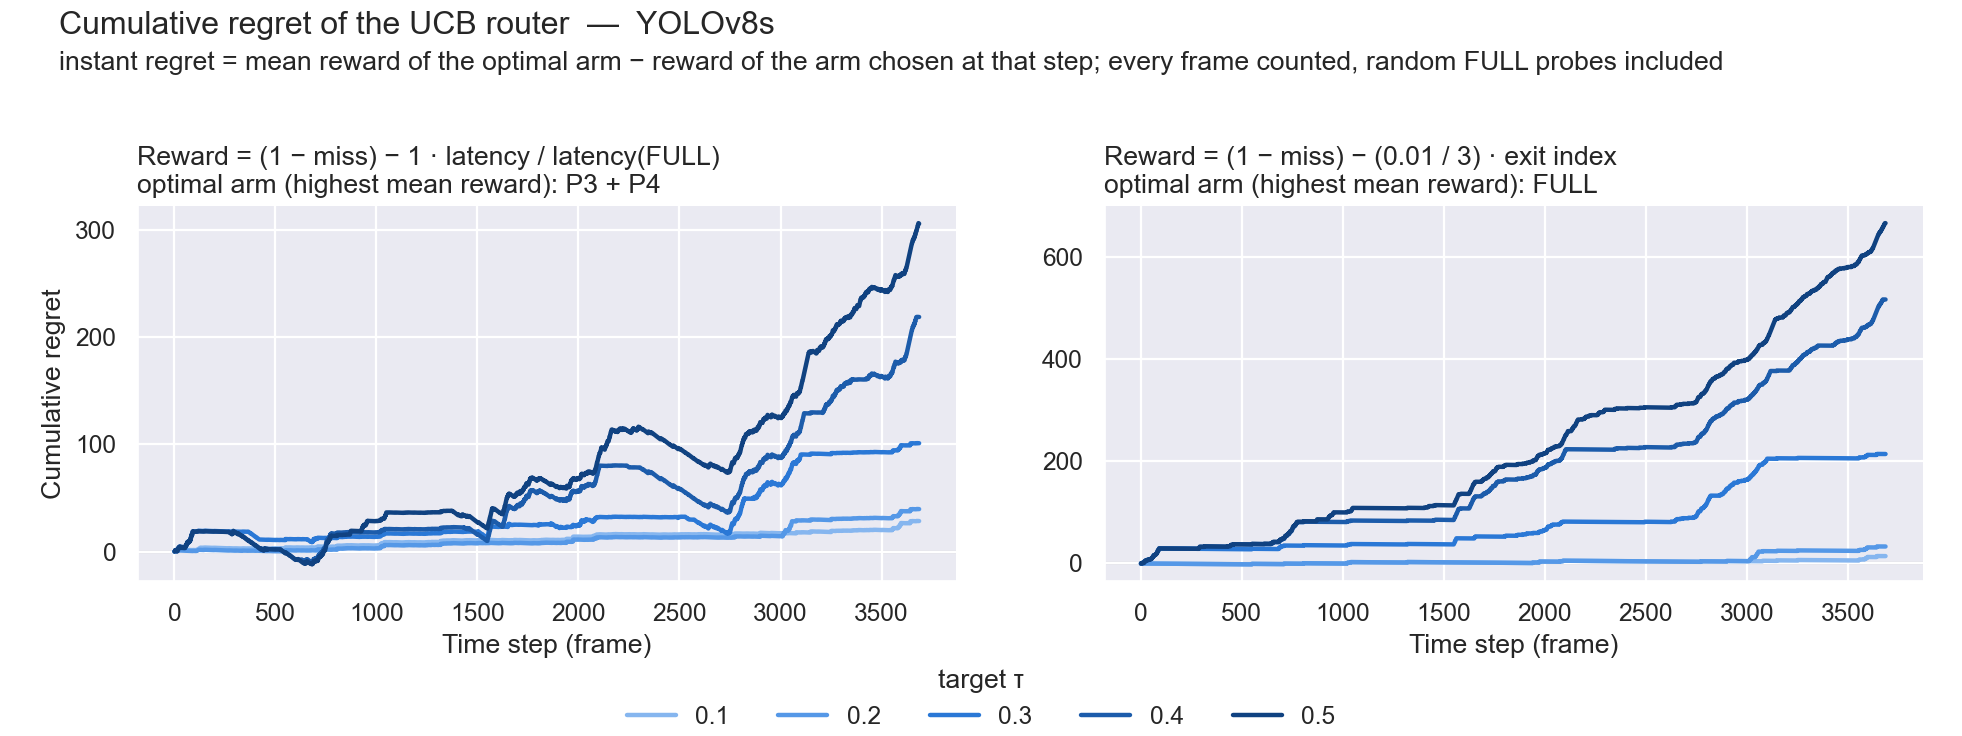 Cumulative regret of the UCB router — YOLOv8s
instant regret = mean reward of the optimal arm − reward of the arm chosen at that step; every frame counted, random FULL probes included
Reward = (1 − miss) − 1 · latency / latency(FULL)
optimal arm (highest mean reward): P3 + P4
Cumulative regret
300
200
100
0
0 500 1000 1500 2000 2500 3000 3500
Time step (frame)
Reward = (1 − miss) − (0.01 / 3) · exit index
optimal arm (highest mean reward): FULL
600
400
200
0
0 500 1000 1500 2000 2500 3000 3500
Time step (frame)
target τ
0.1 0.2 0.3 0.4 0.5